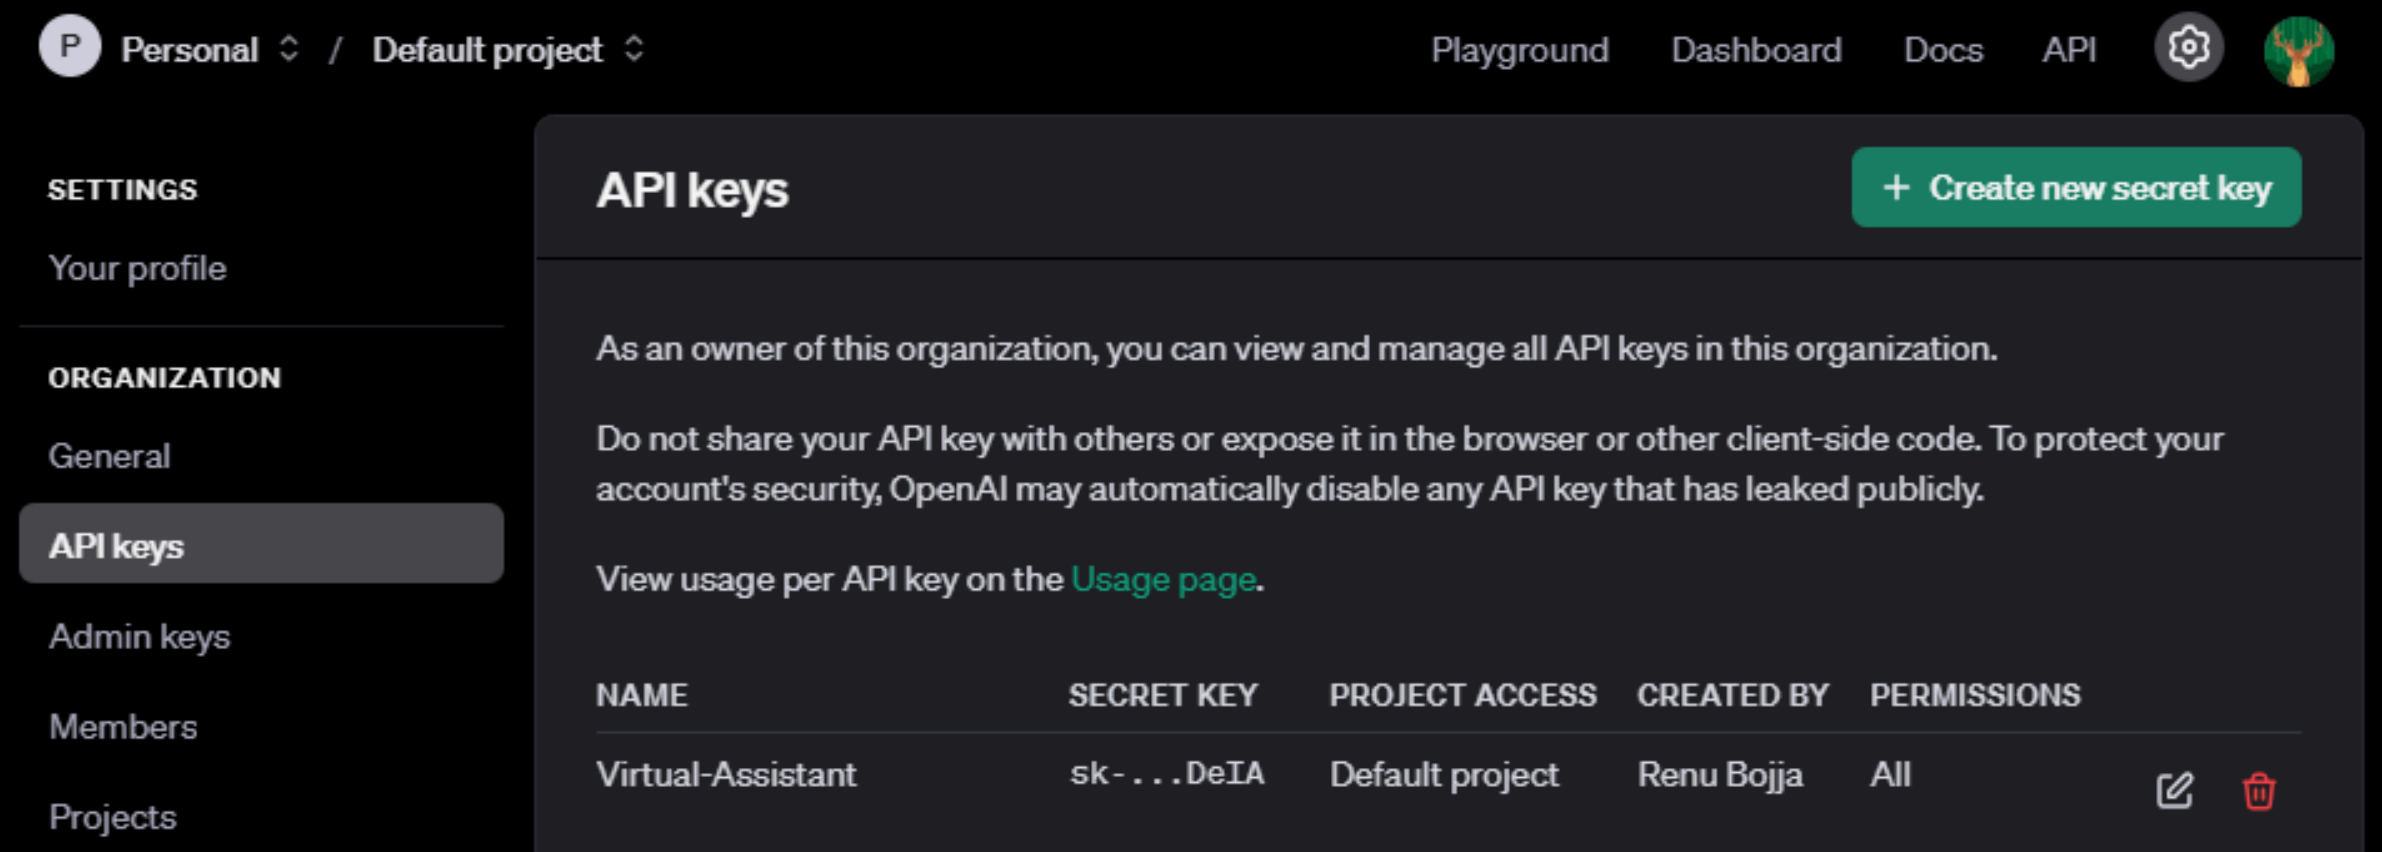 P Personal / Default project
Playground Dashboard Docs API
SETTINGS
Your profile
ORGANIZATION
General
API keys
Admin keys
Members
Projects
API keys
+ Create new secret key
As an owner of this organization, you can view and manage all API keys in this organization.
Do not share your API key with others or expose it in the browser or other client-side code. To protect your
account's security, OpenAI may automatically disable any API key that has leaked publicly.
View usage per API key on the Usage page.
NAME SECRET KEY PROJECT ACCESS CREATED BY PERMISSIONS
Virtual-Assistant sk-...DeIA Default project Renu Bojja All